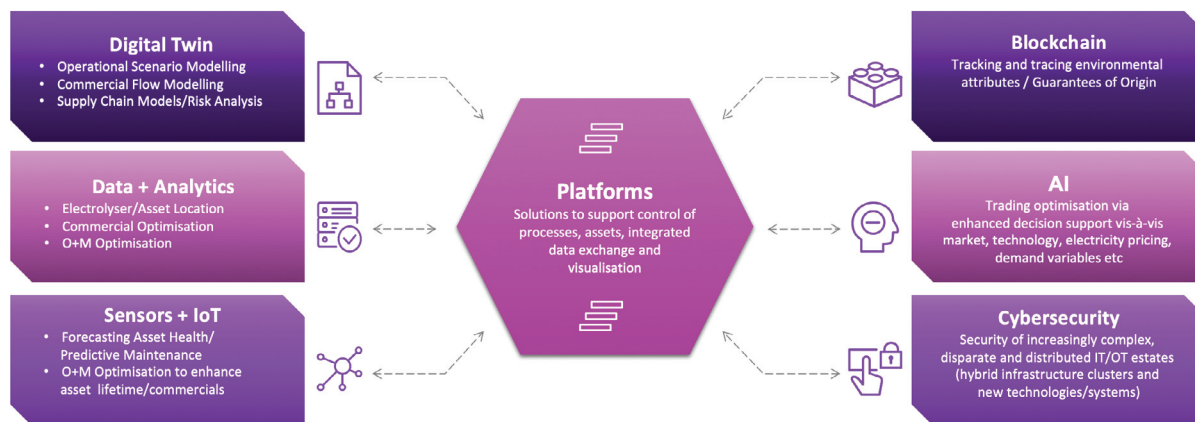 Digital Twin
• Operational Scenario Modelling
• Commercial Flow Modelling
• Supply Chain Models/Risk Analysis
Data + Analytics
• Electrolyser/Asset Location
• Commercial Optimisation
• O+M Optimisation
Sensors + IoT
• Forecasting Asset Health/
Predictive Maintenance
• O+M Optimisation to enhance
asset lifetime/commercials
Platforms
Solutions to support control of
processes, assets, integrated
data exchange and
visualisation
Blockchain
Tracking and tracing environmental
attributes / Guarantees of Origin
AI
Trading optimisation via
enhanced decision support vis-à-vis
market, technology, electricity pricing,
demand variables etc
Cybersecurity
Security of increasingly complex,
disparate and distributed IT/OT estates
(hybrid infrastructure clusters and
new technologies/systems)